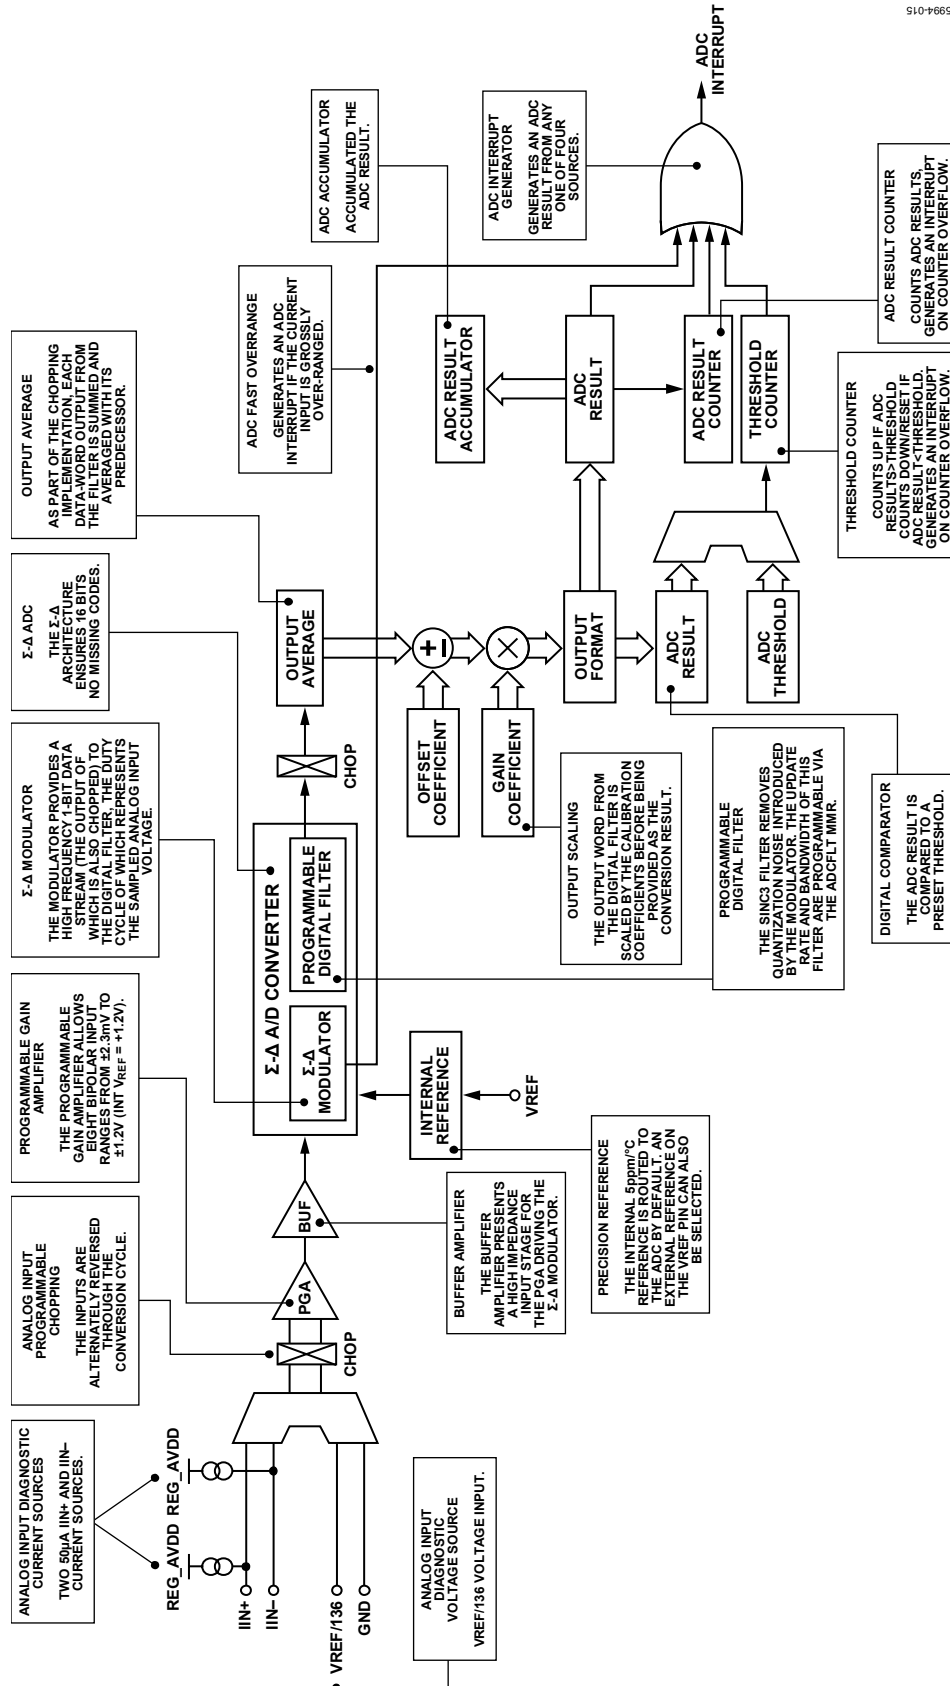 ANALOG INPUT DIAGNOSTIC
CURRENT SOURCES
TWO 50µA IIN+ AND IIN–
CURRENT SOURCES.
ANALOG INPUT
PROGRAMMABLE
CHOPPING
THE INPUTS ARE
ALTERNATELY REVERSED
THROUGH THE
CONVERSION CYCLE.
PROGRAMMABLE GAIN
AMPLIFIER
THE PROGRAMMABLE
GAIN AMPLIFIER ALLOWS
EIGHT BIPOLAR INPUT
RANGES FROM ±2.3mV TO
±1.2V (INT VREF = +1.2V).
Σ-Δ MODULATOR
THE MODULATOR PROVIDES A
HIGH FREQUENCY 1-BIT DATA
STREAM (THE OUTPUT OF
WHICH IS ALSO CHOPPED) TO
THE DIGITAL FILTER, THE DUTY
CYCLE OF WHICH REPRESENTS
THE SAMPLED ANALOG INPUT
VOLTAGE.
Σ-Δ ADC
THE Σ-Δ
ARCHITECTURE
ENSURES 16 BITS
NO MISSING CODES.
OUTPUT AVERAGE
AS PART OF THE CHOPPING
IMPLEMENTATION, EACH
DATA-WORD OUTPUT FROM
THE FILTER IS SUMMED AND
AVERAGED WITH ITS
PREDECESSOR.
ADC FAST OVERRANGE
GENERATES AN ADC
INTERRUPT IF THE CURRENT
INPUT IS GROSSLY
OVER-RANGED.
ADC ACCUMULATOR
ACCUMULATED THE
ADC RESULT.
ADC INTERRUPT
GENERATOR
GENERATES AN ADC
RESULT FROM ANY
ONE OF FOUR
SOURCES.
REG_AVDD
REG_AVDD
IIN+
IIN–
VREF/136
GND
CHOP
PGA
BUF
Σ-Δ A/D CONVERTER
Σ-Δ
MODULATOR
PROGRAMMABLE
DIGITAL FILTER
CHOP
OUTPUT
AVERAGE
INTERNAL
REFERENCE
VREF
OFFSET
COEFFICIENT
GAIN
COEFFICIENT
+
–
×
OUTPUT
FORMAT
ADC RESULT
ACCUMULATOR
ADC
RESULT
ADC RESULT
COUNTER
THRESHOLD
COUNTER
ADC
RESULT
ADC
THRESHOLD
ADC
INTERRUPT
ANALOG INPUT
DIAGNOSTIC
VOLTAGE SOURCE
VREF/136 VOLTAGE INPUT.
BUFFER AMPLIFIER
THE BUFFER
AMPLIFIER PRESENTS
A HIGH IMPEDANCE
INPUT STAGE FOR
THE PGA DRIVING THE
Σ-Δ MODULATOR.
PRECISION REFERENCE
THE INTERNAL 5ppm/°C
REFERENCE IS ROUTED TO
THE ADC BY DEFAULT. AN
EXTERNAL REFERENCE ON
THE VREF PIN CAN ALSO
BE SELECTED.
OUTPUT SCALING
THE OUTPUT WORD FROM
THE DIGITAL FILTER IS
SCALED BY THE CALIBRATION
COEFFICIENTS BEFORE BEING
PROVIDED AS THE
CONVERSION RESULT.
PROGRAMMABLE
DIGITAL FILTER
THE SINC3 FILTER REMOVES
QUANTIZATION NOISE INTRODUCED
BY THE MODULATOR. THE UPDATE
RATE AND BANDWIDTH OF THIS
FILTER ARE PROGRAMMABLE VIA
THE ADCFLT MMR.
DIGITAL COMPARATOR
THE ADC RESULT IS
COMPARED TO A
PRESET THRESHOLD.
THRESHOLD COUNTER
COUNTS UP IF ADC
RESULTS>THRESHOLD
COUNTS DOWN/RESET IF
ADC RESULT<THRESHOLD.
GENERATES AN INTERRUPT
ON COUNTER OVERFLOW.
ADC RESULT COUNTER
COUNTS ADC RESULTS,
GENERATES AN INTERRUPT
ON COUNTER OVERFLOW.
5994-015